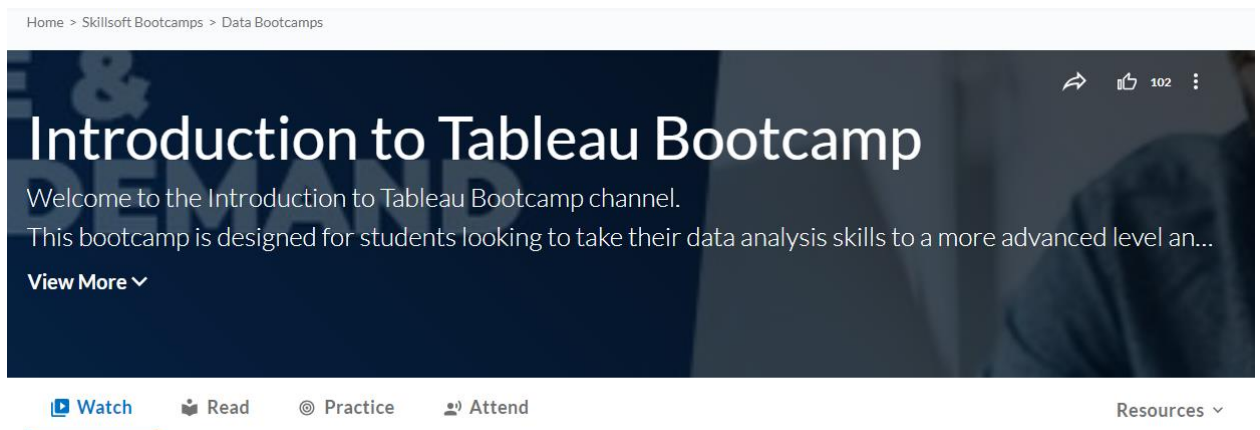 Home > Skillsoft Bootcamps > Data Bootcamps
E &
DEMAND
102
Introduction to Tableau Bootcamp
Welcome to the Introduction to Tableau Bootcamp channel.
This bootcamp is designed for students looking to take their data analysis skills to a more advanced level an...
View More
Watch Read Practice Attend Resources